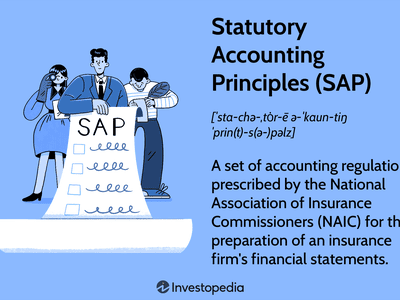 Statutory
Accounting
Principles (SAP)
[ˈsta-chə-ˌtȯr-ē ə-ˈkau̇n-tiŋ
ˈprin(t)-s(ə-)pəlz]
SAP
A set of accounting regulatio
prescribed by the National
Association of Insurance
Commissioners (NAIC) for th
preparation of an insurance
firm's financial statements.
Investopedia